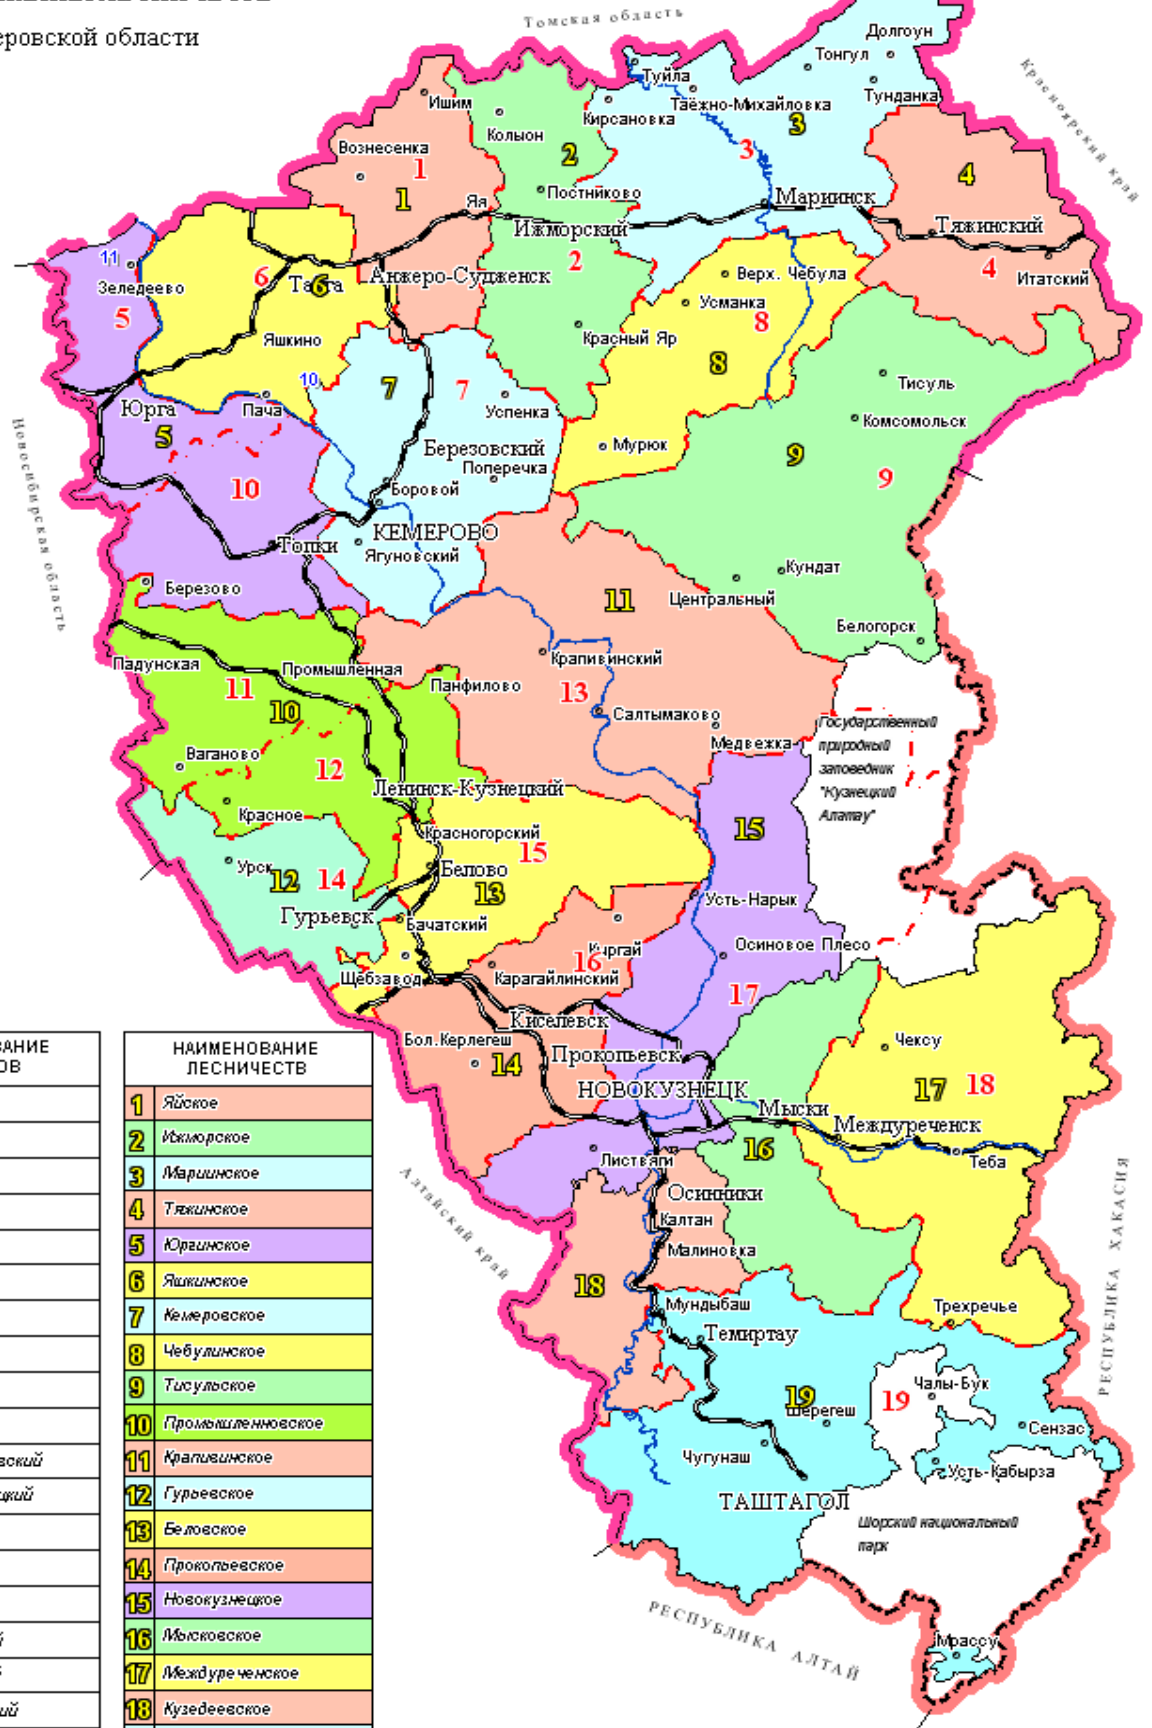 еровской области
Томская область
Красноярский край
Долгоун
Тонгул
Туйла
Тунданка
Таёжно-Михайловка
Ишим
Кирсановка
3
Колыон
Вознесенка
2
3
1
4
Постниково
1
Яя
Мариинск
Ижморский
Тяжинский
11
6
Анжеро-Судженск
2
4
Верх. Чебула
Итатский
Зеледеево
6
Усманка
5
8
Яшкино
Красный Яр
8
10
7
7
Тисуль
Юрга
Пача
Успенка
Комсомольск
5
Березовский
Мурюк
9
Поперечка
9
10
Боровой
Новосибирская область
КЕМЕРОВО
Топки
Ягуновский
Кундат
Березово
Центральный
11
Белогорск
Падунская
Промышленная
Крапивинский
11
Панфилово
13
10
Салтымаково
Государственный
природный
заповедник
"Кузнецкий
Алатау"
Медвежка
Ваганово
12
Ленинск-Кузнецкий
Красное
Красногорский
15
15
Урск
12
14
Белово
13
Гурьевск
Усть-Нарык
Бачатский
Осиновое Плесо
16
Карагайлинский
Щебзавод
17
Киселевск
Бол.Керлегеш
Чексу
14
Прокопьевск
17
18
НОВОКУЗНЕЦК
Мыски
Междуреченск
16
Теба
Листвяги
Осинники
Калтан
Алтайский край
Малиновка
РЕСПУБЛИКА ХАКАСИЯ
18
Мундыбаш
Трехречье
Темиртау
Чалы-Бук
19
19
Шерегеш
Сензас
Чугунаш
Усть-Кабырза
ТАШТАГОЛ
Шорский национальный
парк
РЕСПУБЛИКА АЛТАЙ
Мрассу
НАИМЕНОВАНИЕ
ЛЕСНИЧЕСТВ
1 Яйское
2 Ижморское
3 Мариинское
4 Тяжинское
5 Юргинское
6 Яшкинское
7 Кемеровское
8 Чебулинское
9 Тисульское
10 Промышленновское
11 Крапивинское
12 Гурьевское
13 Беловское
14 Прокопьевское
15 Новокузнецкое
16 Мысковское
17 Междуреченское
18 Кузедеевское